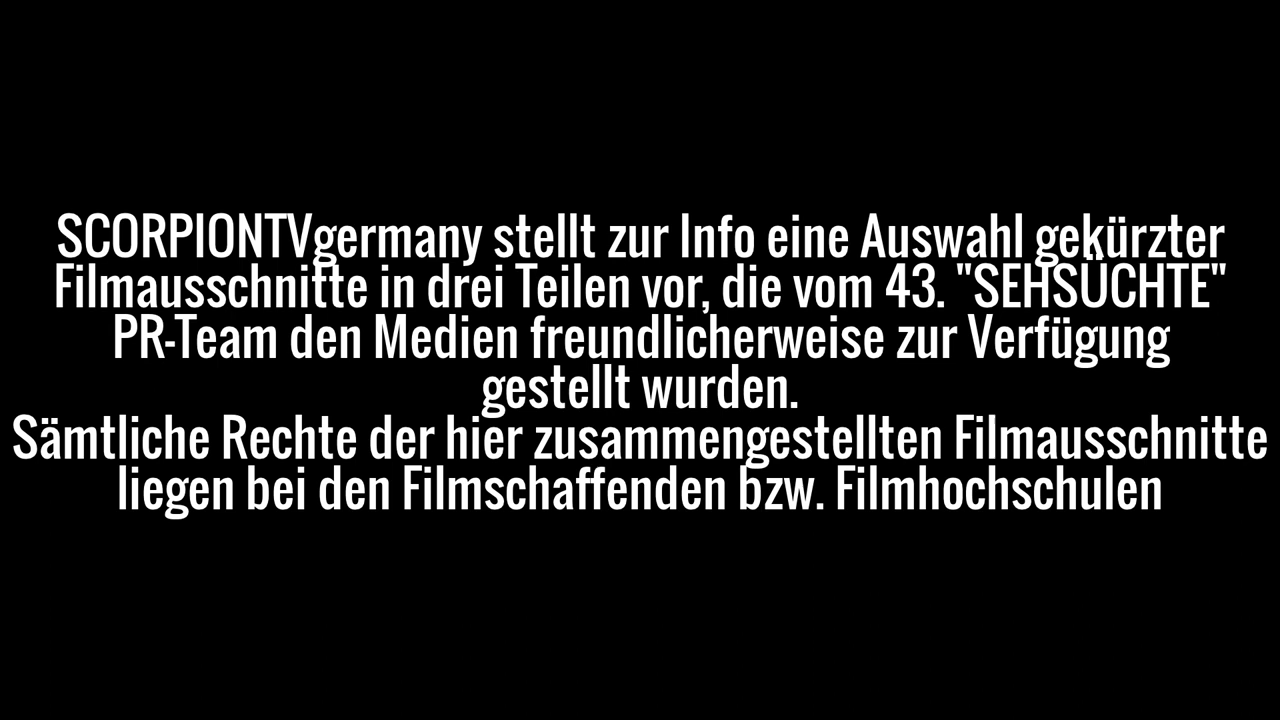 SCORPIONTVgermany stellt zur Info eine Auswahl gekürzter
Filmausschnitte in drei Teilen vor, die vom 43. "SEHSÜCHTE"
PR-Team den Medien freundlicherweise zur Verfügung
gestellt wurden.
Sämtliche Rechte der hier zusammengestellten Filmausschnitte
liegen bei den Filmschaffenden bzw. Filmhochschulen